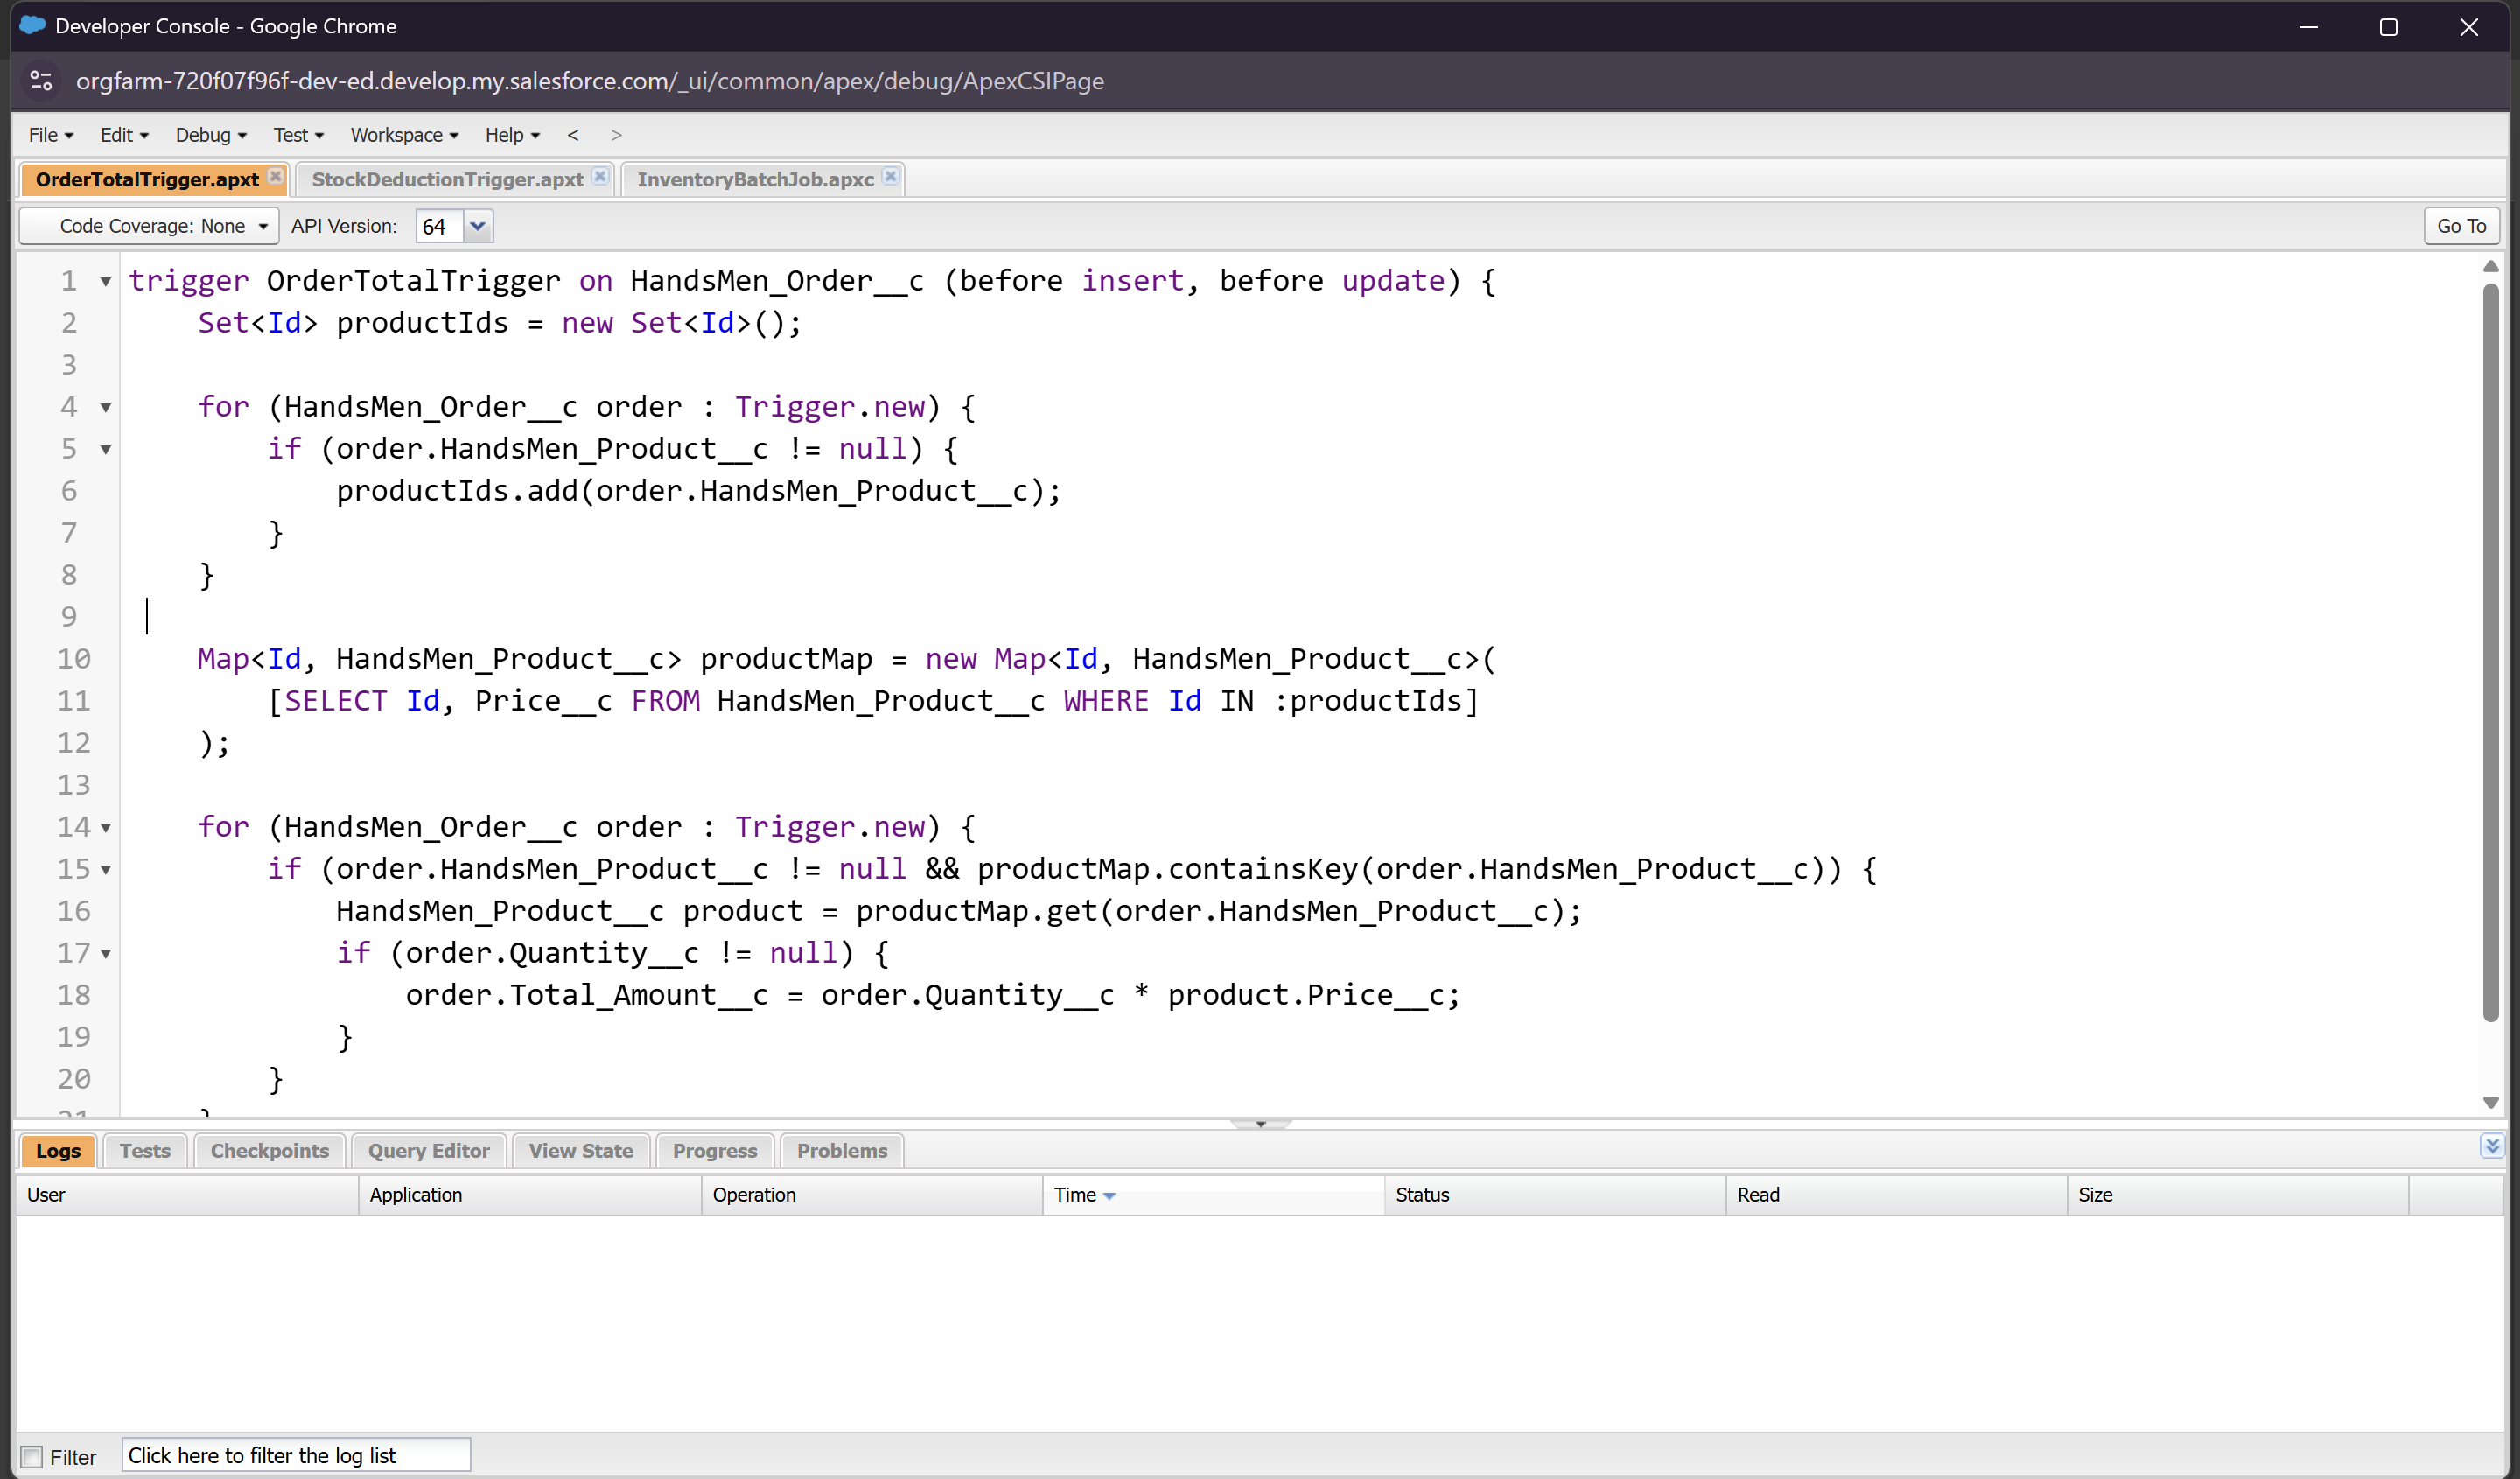 Developer Console - Google Chrome
orgfarm-720f07f96f-dev-ed.develop.my.salesforce.com/_ui/common/apex/debug/ApexCSIPage
File Edit Debug Test Workspace Help < >
OrderTotalTrigger.apxt StockDeductionTrigger.apxt InventoryBatchJob.apxc
Code Coverage: None API Version: 64 Go To
1 trigger OrderTotalTrigger on HandsMen_Order__c (before insert, before update) {
2     Set<Id> productIds = new Set<Id>();
3
4     for (HandsMen_Order__c order : Trigger.new) {
5         if (order.HandsMen_Product__c != null) {
6             productIds.add(order.HandsMen_Product__c);
7         }
8     }
9
10     Map<Id, HandsMen_Product__c> productMap = new Map<Id, HandsMen_Product__c>(
11         [SELECT Id, Price__c FROM HandsMen_Product__c WHERE Id IN :productIds]
12     );
13
14     for (HandsMen_Order__c order : Trigger.new) {
15         if (order.HandsMen_Product__c != null && productMap.containsKey(order.HandsMen_Product__c)) {
16             HandsMen_Product__c product = productMap.get(order.HandsMen_Product__c);
17             if (order.Quantity__c != null) {
18                 order.Total_Amount__c = order.Quantity__c * product.Price__c;
19             }
20         }
Logs Tests Checkpoints Query Editor View State Progress Problems
User Application Operation Time Status Read Size
Filter Click here to filter the log list